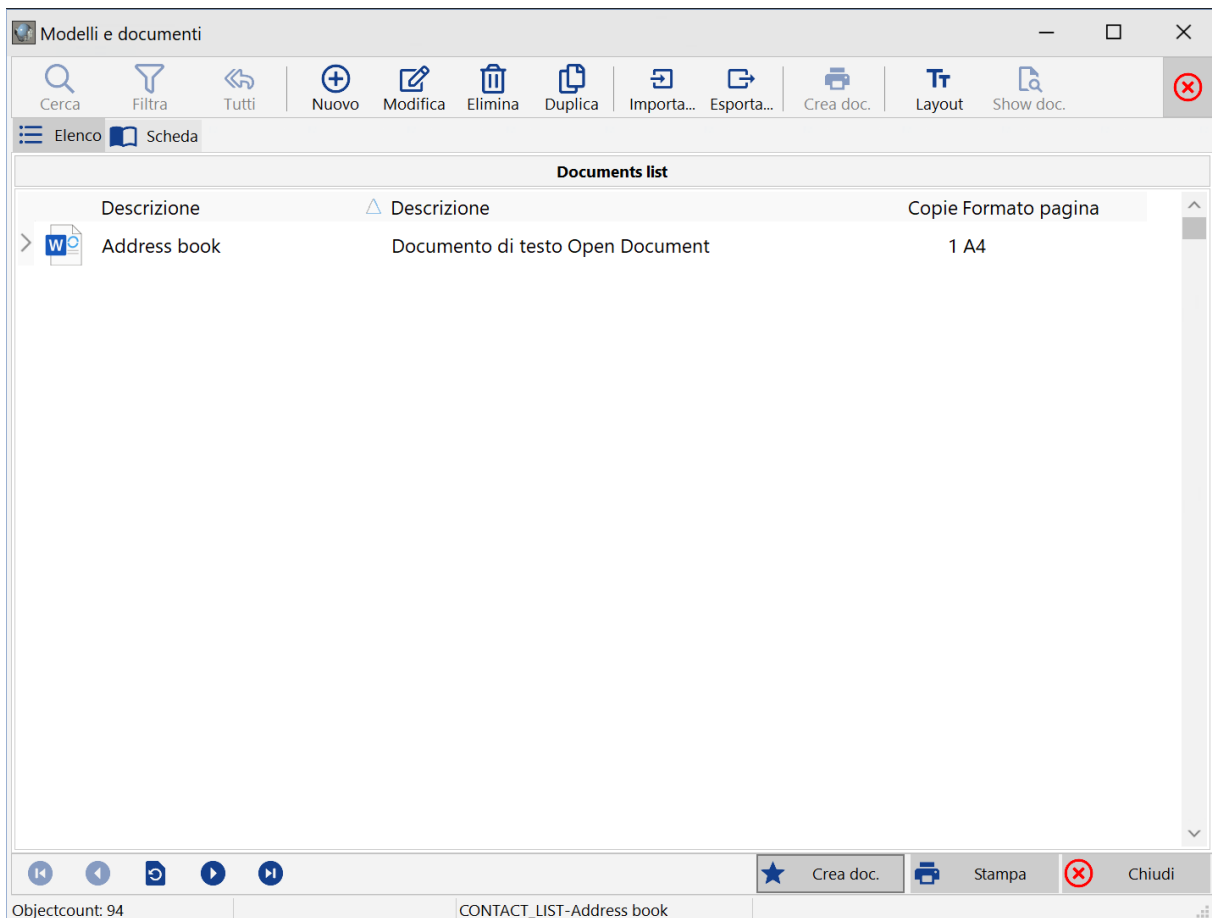 Modelli e documenti
Cerca Filtra Tutti Nuovo Modifica Elimina Duplica Importa... Esporta... Crea doc. Layout Show doc.
Elenco Scheda
Documents list
Descrizione Descrizione Copie Formato pagina
W Address book Documento di testo Open Document 1 A4
Crea doc. Stampa Chiudi
Objectcount: 94 CONTACT_LIST-Address book